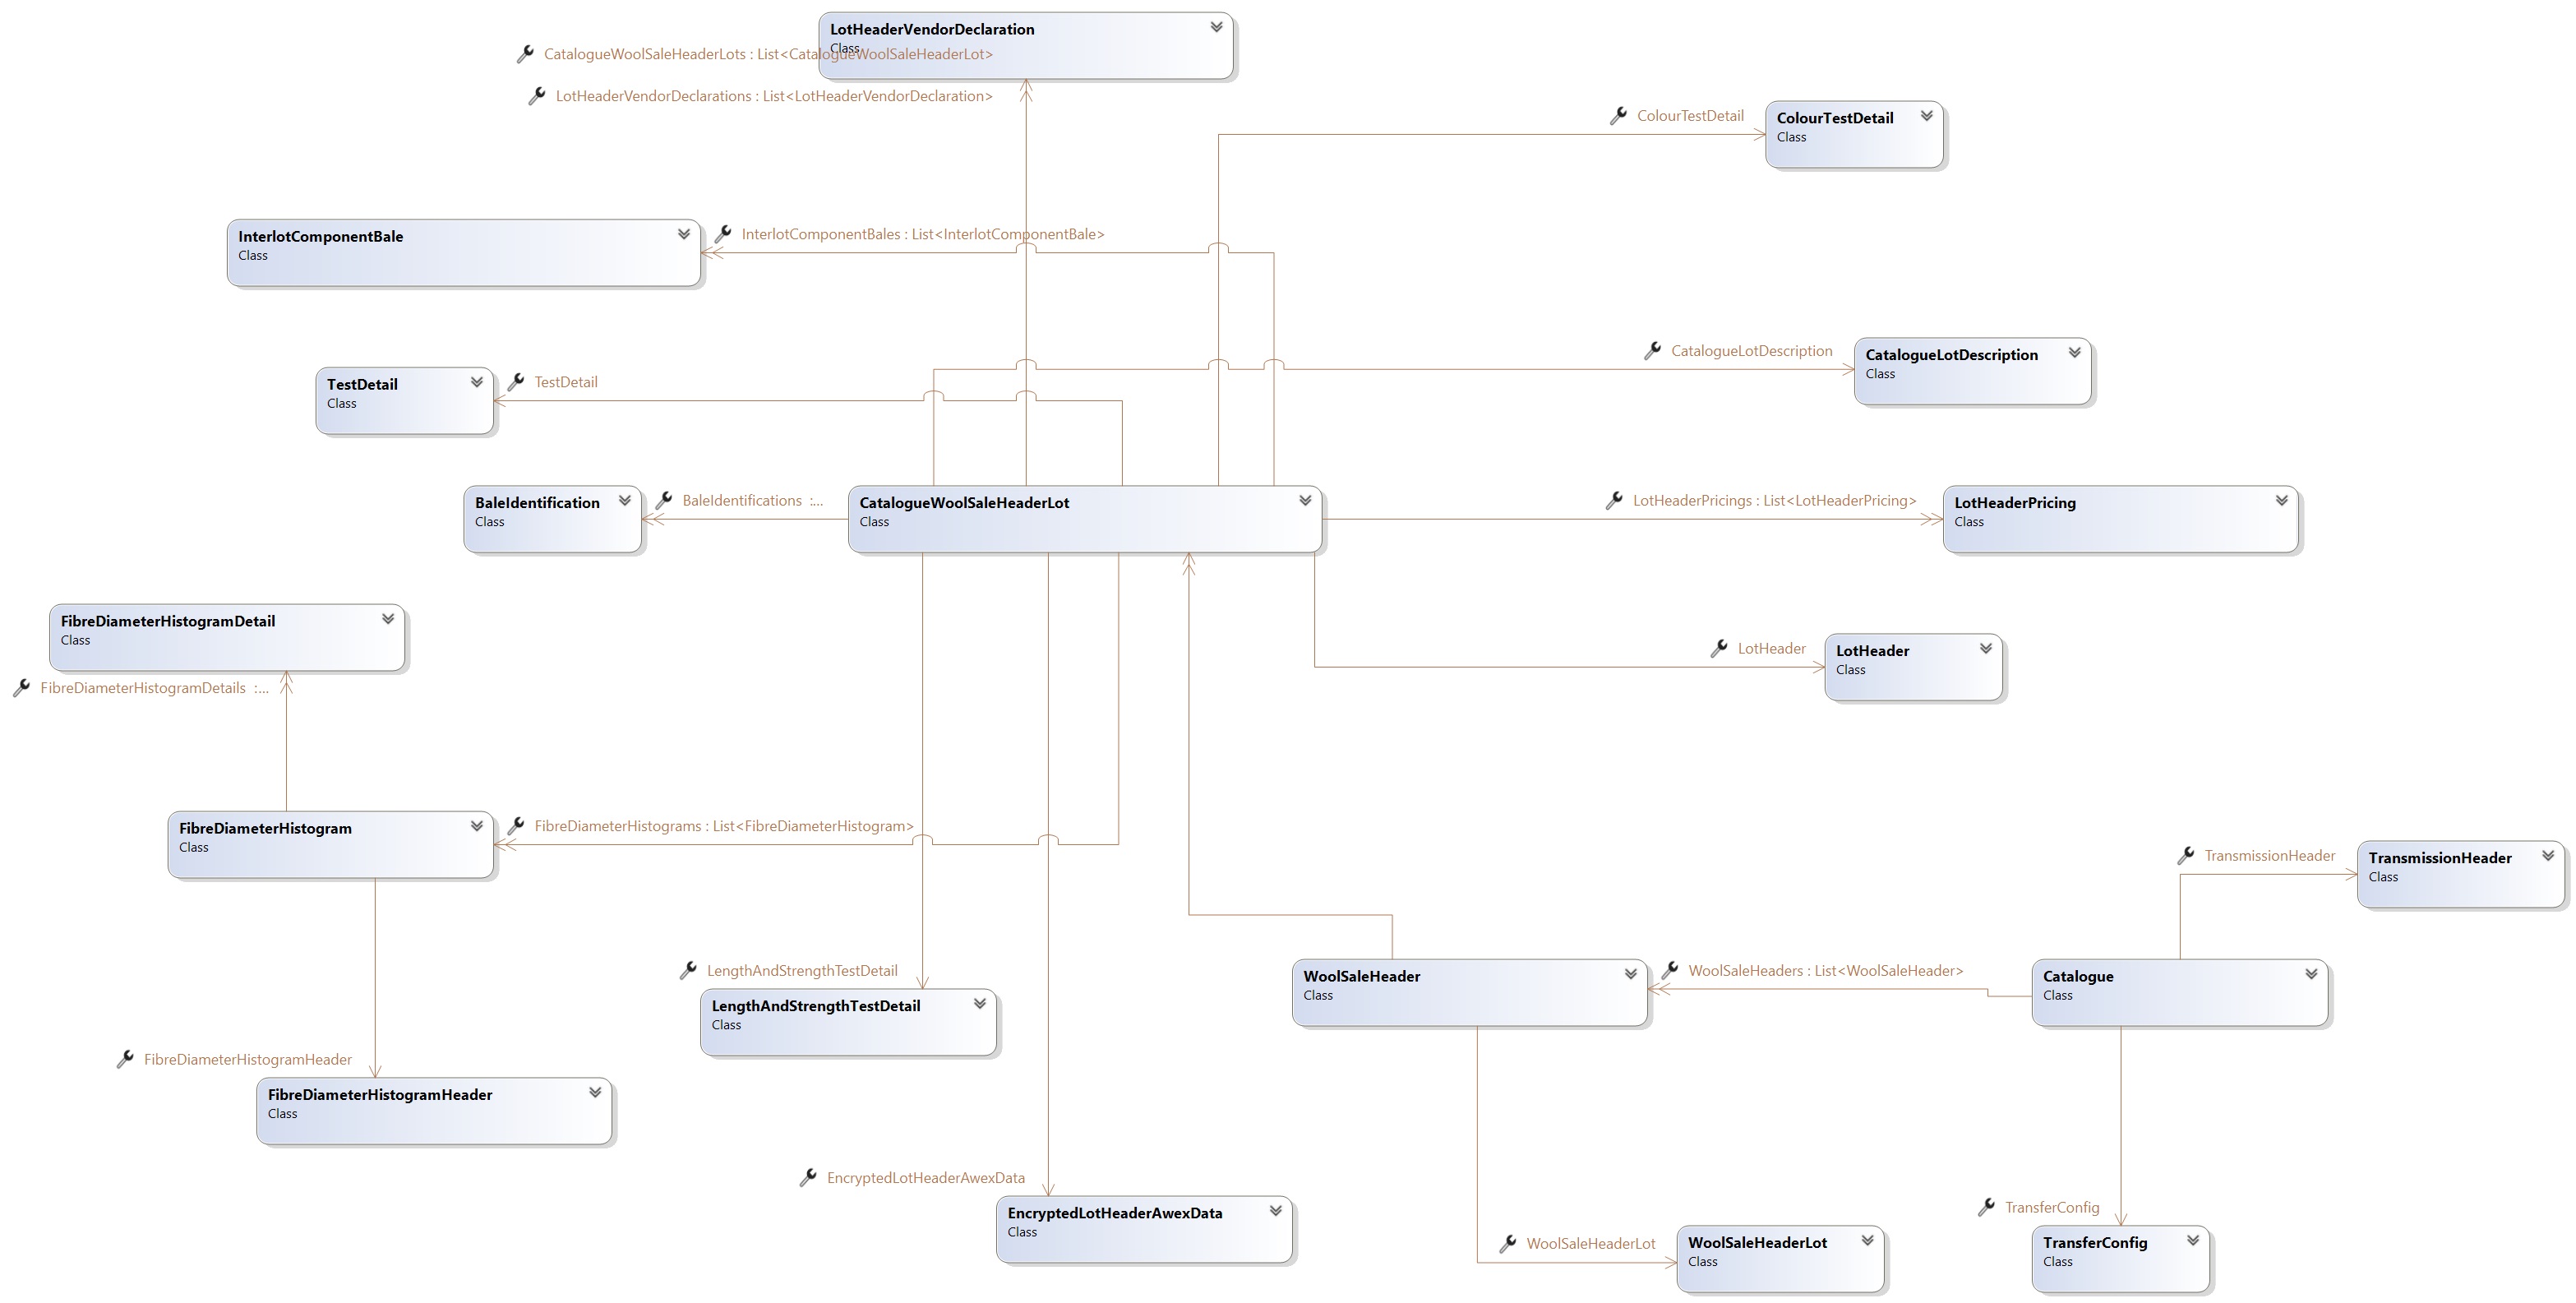 LotHeaderVendorDeclaration
Class
CatalogueWoolSaleHeaderLots : List<CatalogueWoolSaleHeaderLot>
LotHeaderVendorDeclarations : List<LotHeaderVendorDeclaration>
ColourTestDetail
ColourTestDetail
Class
InterlotComponentBale
Class
InterlotComponentBales : List<InterlotComponentBale>
CatalogueLotDescription
CatalogueLotDescription
Class
TestDetail
Class
TestDetail
BaleIdentification
Class
BaleIdentifications :...
CatalogueWoolSaleHeaderLot
Class
LotHeaderPricings : List<LotHeaderPricing>
LotHeaderPricing
Class
FibreDiameterHistogramDetail
Class
FibreDiameterHistogramDetails :...
LotHeader
LotHeader
Class
FibreDiameterHistogram
Class
FibreDiameterHistograms : List<FibreDiameterHistogram>
TransmissionHeader
TransmissionHeader
Class
LengthAndStrengthTestDetail
LengthAndStrengthTestDetail
Class
WoolSaleHeader
Class
WoolSaleHeaders : List<WoolSaleHeader>
Catalogue
Class
FibreDiameterHistogramHeader
FibreDiameterHistogramHeader
Class
EncryptedLotHeaderAwexData
EncryptedLotHeaderAwexData
Class
WoolSaleHeaderLot
WoolSaleHeaderLot
Class
TransferConfig
TransferConfig
Class